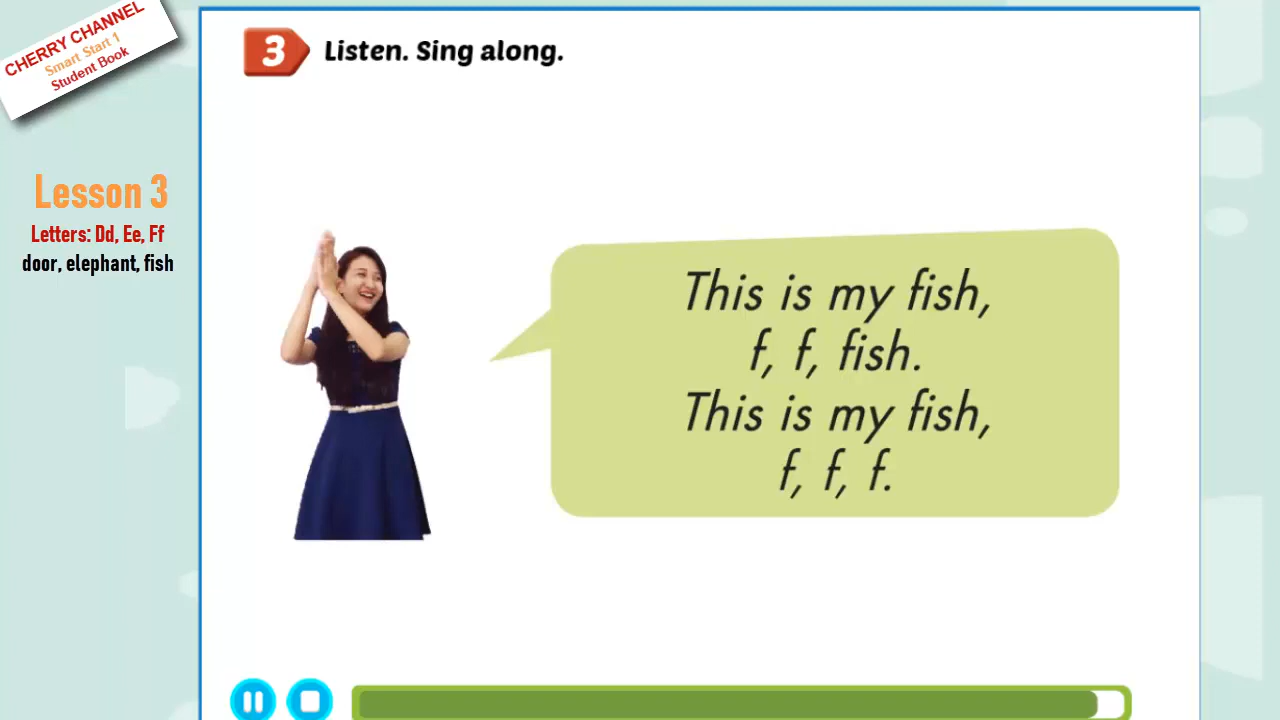 CHERRY CHANNEL
Smart Start 1
Student Book
Lesson 3
Letters: Dd, Ee, Ff
door, elephant, fish
3 Listen. Sing along.
This is my fish,
f, f, fish.
This is my fish,
f, f, f.